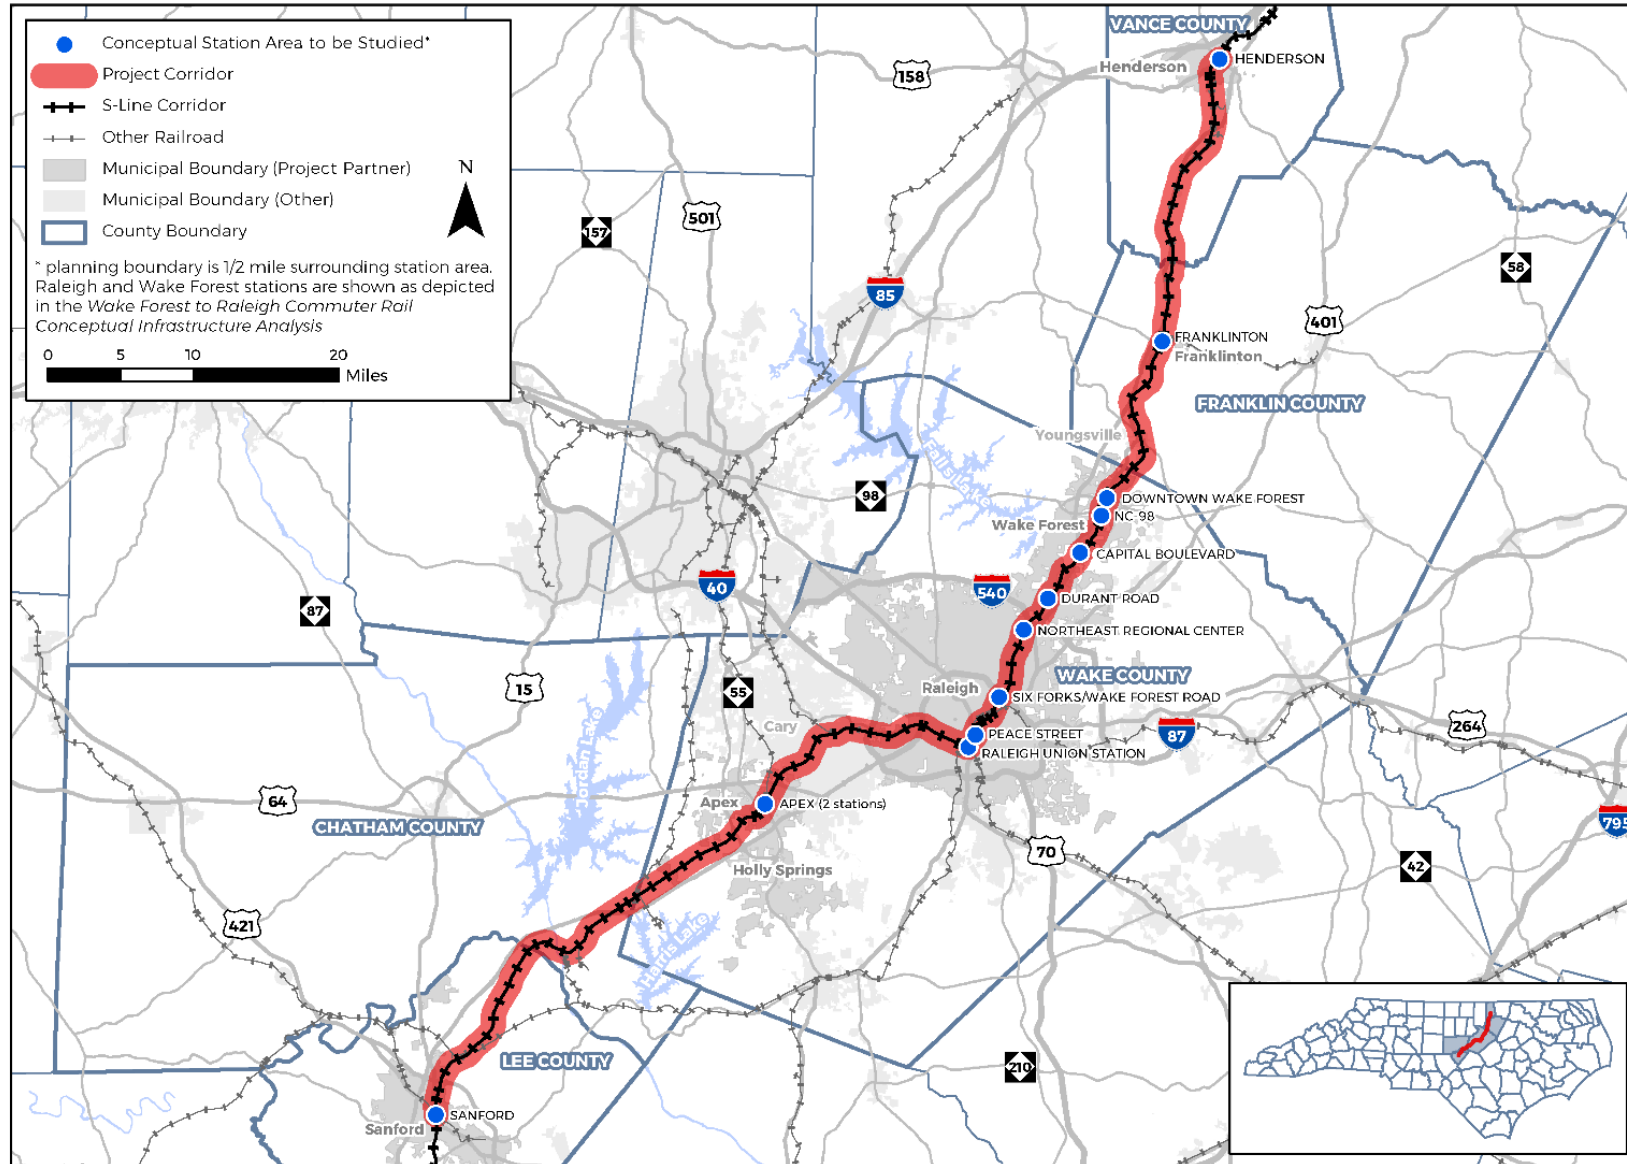 Conceptual Station Area to be Studied*
Project Corridor
S-Line Corridor
Other Railroad
Municipal Boundary (Project Partner)
Municipal Boundary (Other)
County Boundary
N
* planning boundary is 1/2 mile surrounding station area.
Raleigh and Wake Forest stations are shown as depicted
in the Wake Forest to Raleigh Commuter Rail
Conceptual Infrastructure Analysis
0 5 10 20
Miles
VANCE COUNTY
Henderson
HENDERSON
158
157
501
58
85
401
FRANKLINTON
Franklinton
FRANKLIN COUNTY
Youngsville
Falls Lake
98
DOWNTOWN WAKE FOREST
NC-98
Wake Forest
CAPITAL BOULEVARD
40
540
DURANT ROAD
87
NORTHEAST REGIONAL CENTER
WAKE COUNTY
Raleigh
SIX FORKS/WAKE FOREST ROAD
15
55
Jordan Lake
Cary
PEACE STREET
RALEIGH UNION STATION
87
264
64
Apex
APEX (2 stations)
CHATHAM COUNTY
795
70
42
Holly Springs
421
Harris Lake
LEE COUNTY
210
SANFORD
Sanford